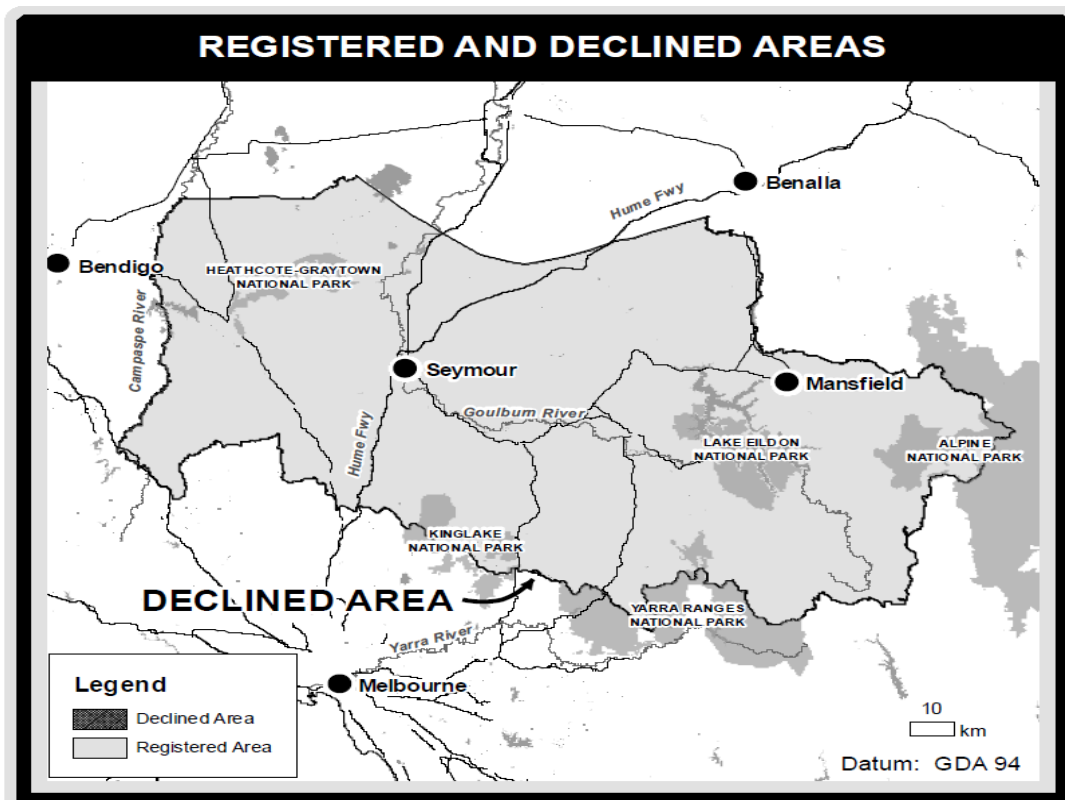 REGISTERED AND DECLINED AREAS
Benalla
Hume Fwy
Bendigo
HEATHCOTE-GRAYTOWN
NATIONAL PARK
Campaspe River
Seymour
Mansfield
Goulburn River
Hume Fwy
LAKE EILDON
NATIONAL PARK
ALPINE
NATIONAL PARK
KINGLAKE
NATIONAL PARK
DECLINED AREA
YARRA RANGES
NATIONAL PARK
Yarra River
Melbourne
Legend
Declined Area
Registered Area
10
km
Datum: GDA 94